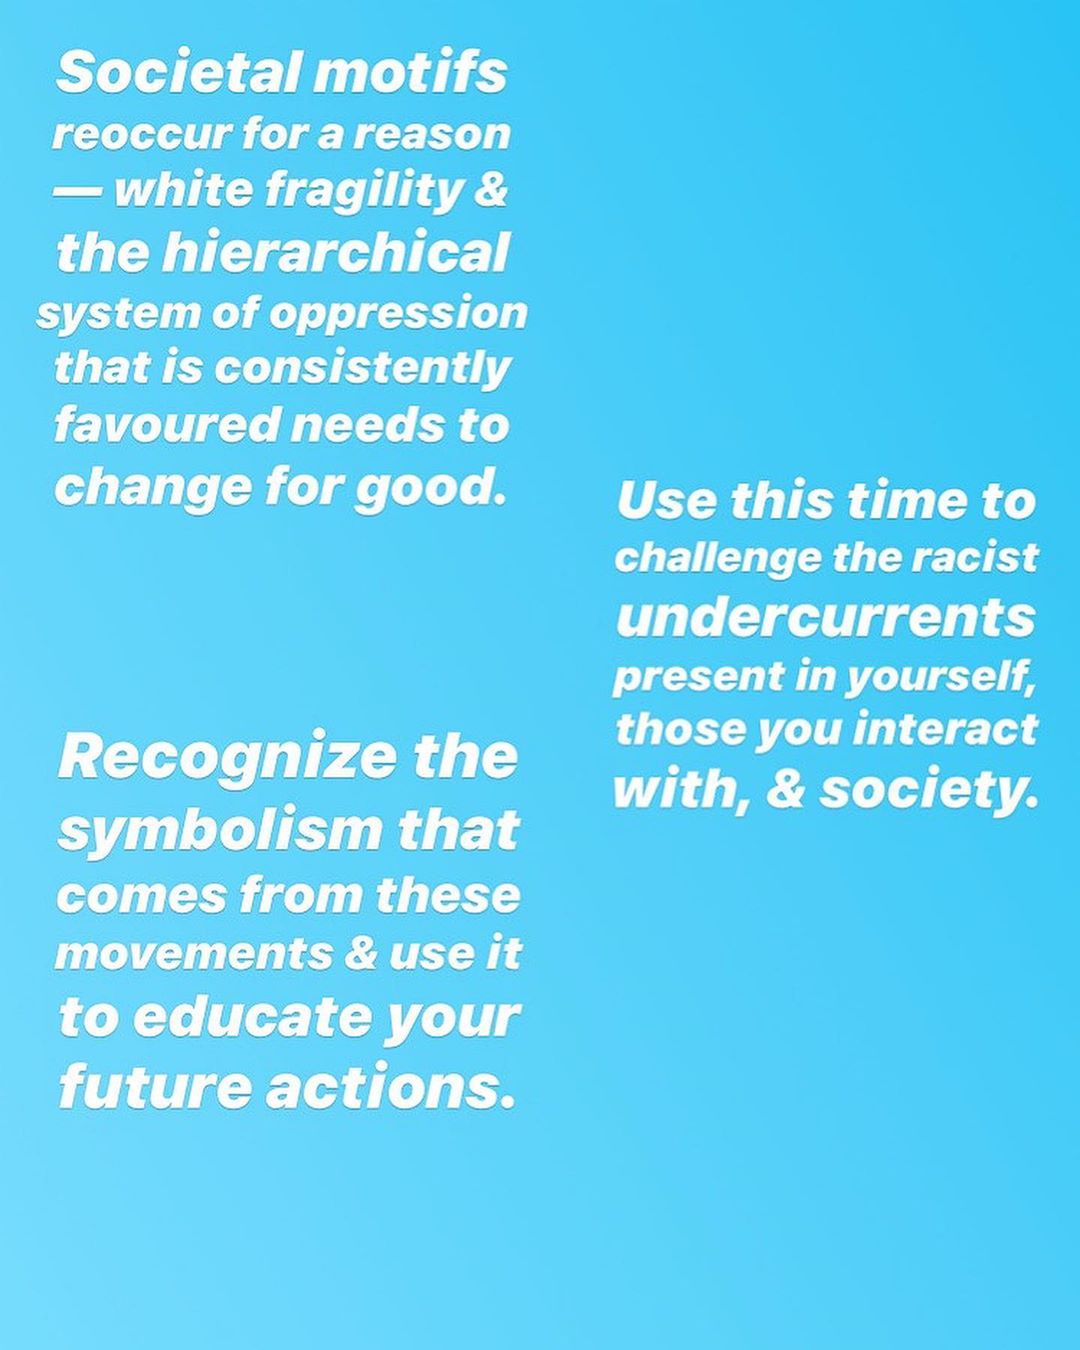 Societal motifs
reoccur for a reason
— white fragility &
the hierarchical
system of oppression
that is consistently
favoured needs to
change for good.
Use this time to
challenge the racist
undercurrents
present in yourself,
those you interact
with, & society.
Recognize the
symbolism that
comes from these
movements & use it
to educate your
future actions.